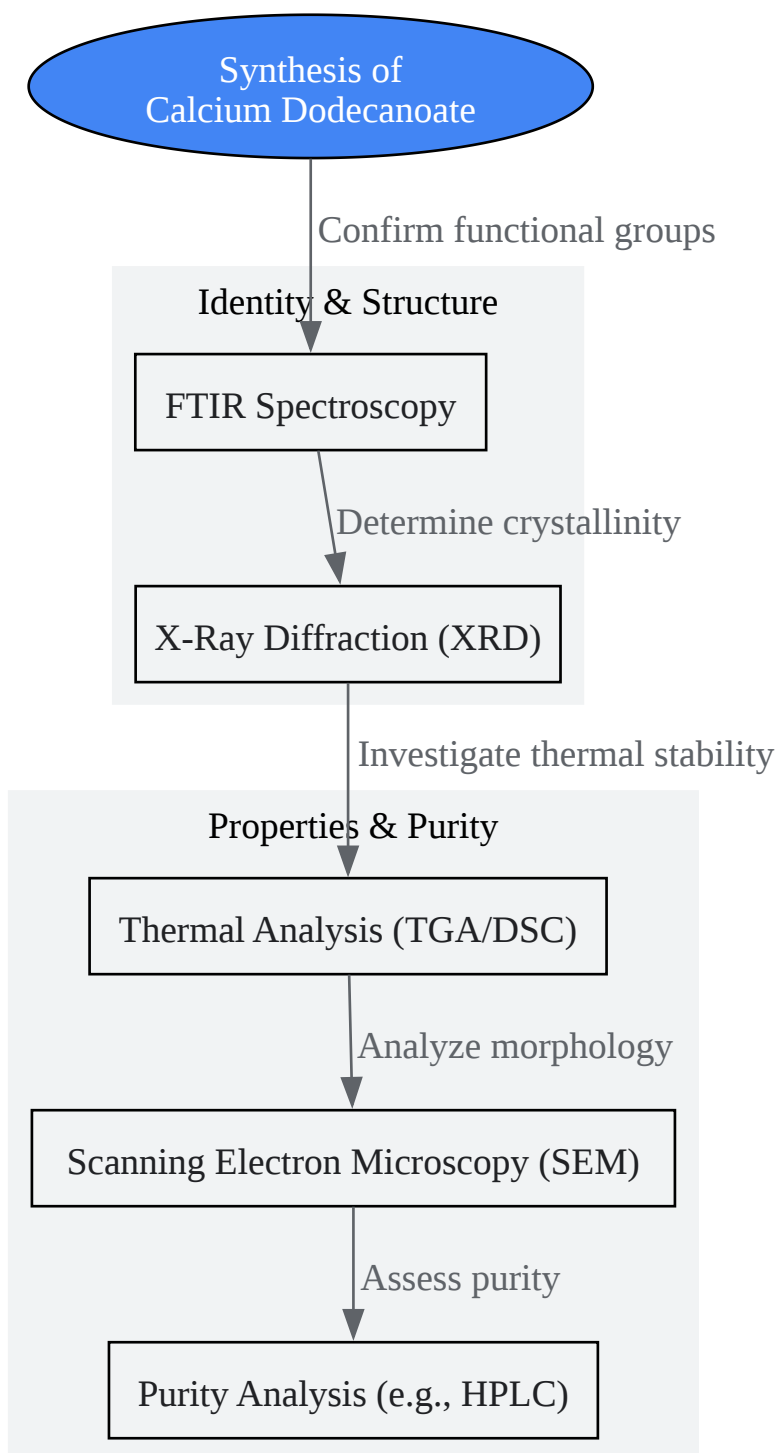 Synthesis of
Calcium Dodecanoate
Confirm functional groups
Identity & Structure
FTIR Spectroscopy
Determine crystallinity
X-Ray Diffraction (XRD)
Investigate thermal stability
Properties & Purity
Thermal Analysis (TGA/DSC)
Analyze morphology
Scanning Electron Microscopy (SEM)
Assess purity
Purity Analysis (e.g., HPLC)